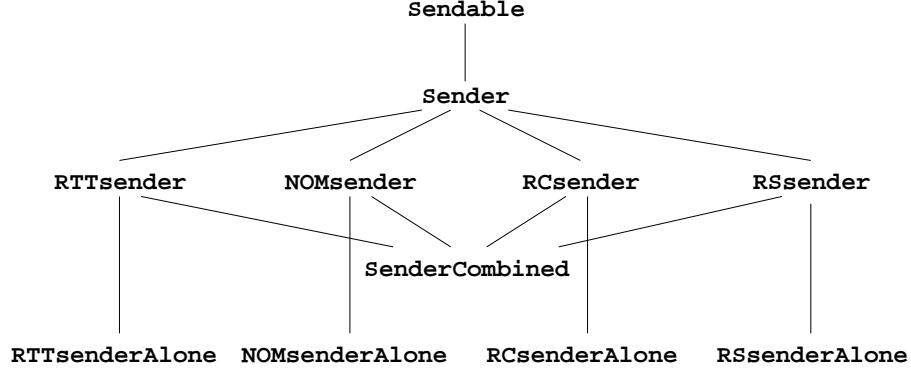 Sendable
Sender
RTTsender NOMsender RCsender RSsender
SenderCombined
RTTsenderAlone NOMsenderAlone RCsenderAlone RSsenderAlone